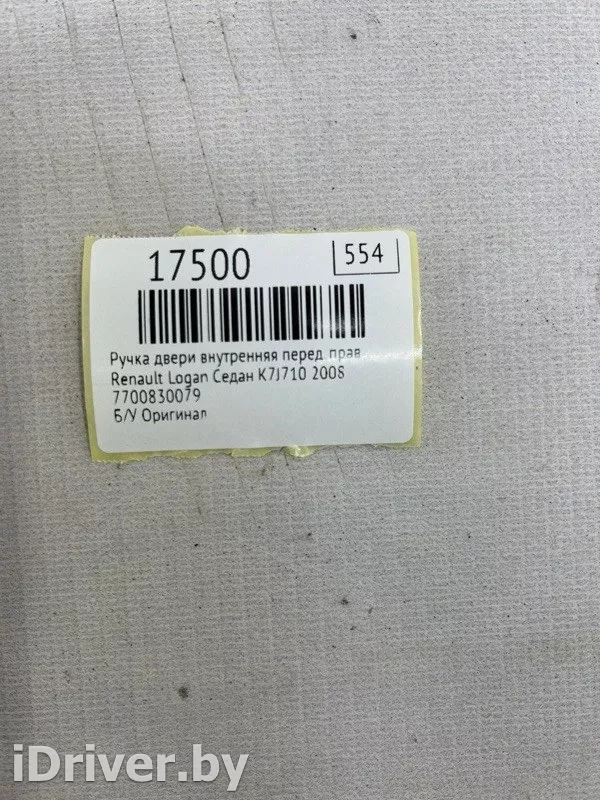 17500
554
Ручка двери внутренняя перед. прав.
Renault Logan Седан K7J710 2008
7700830079
Б/У Оригинал
iDriver.by